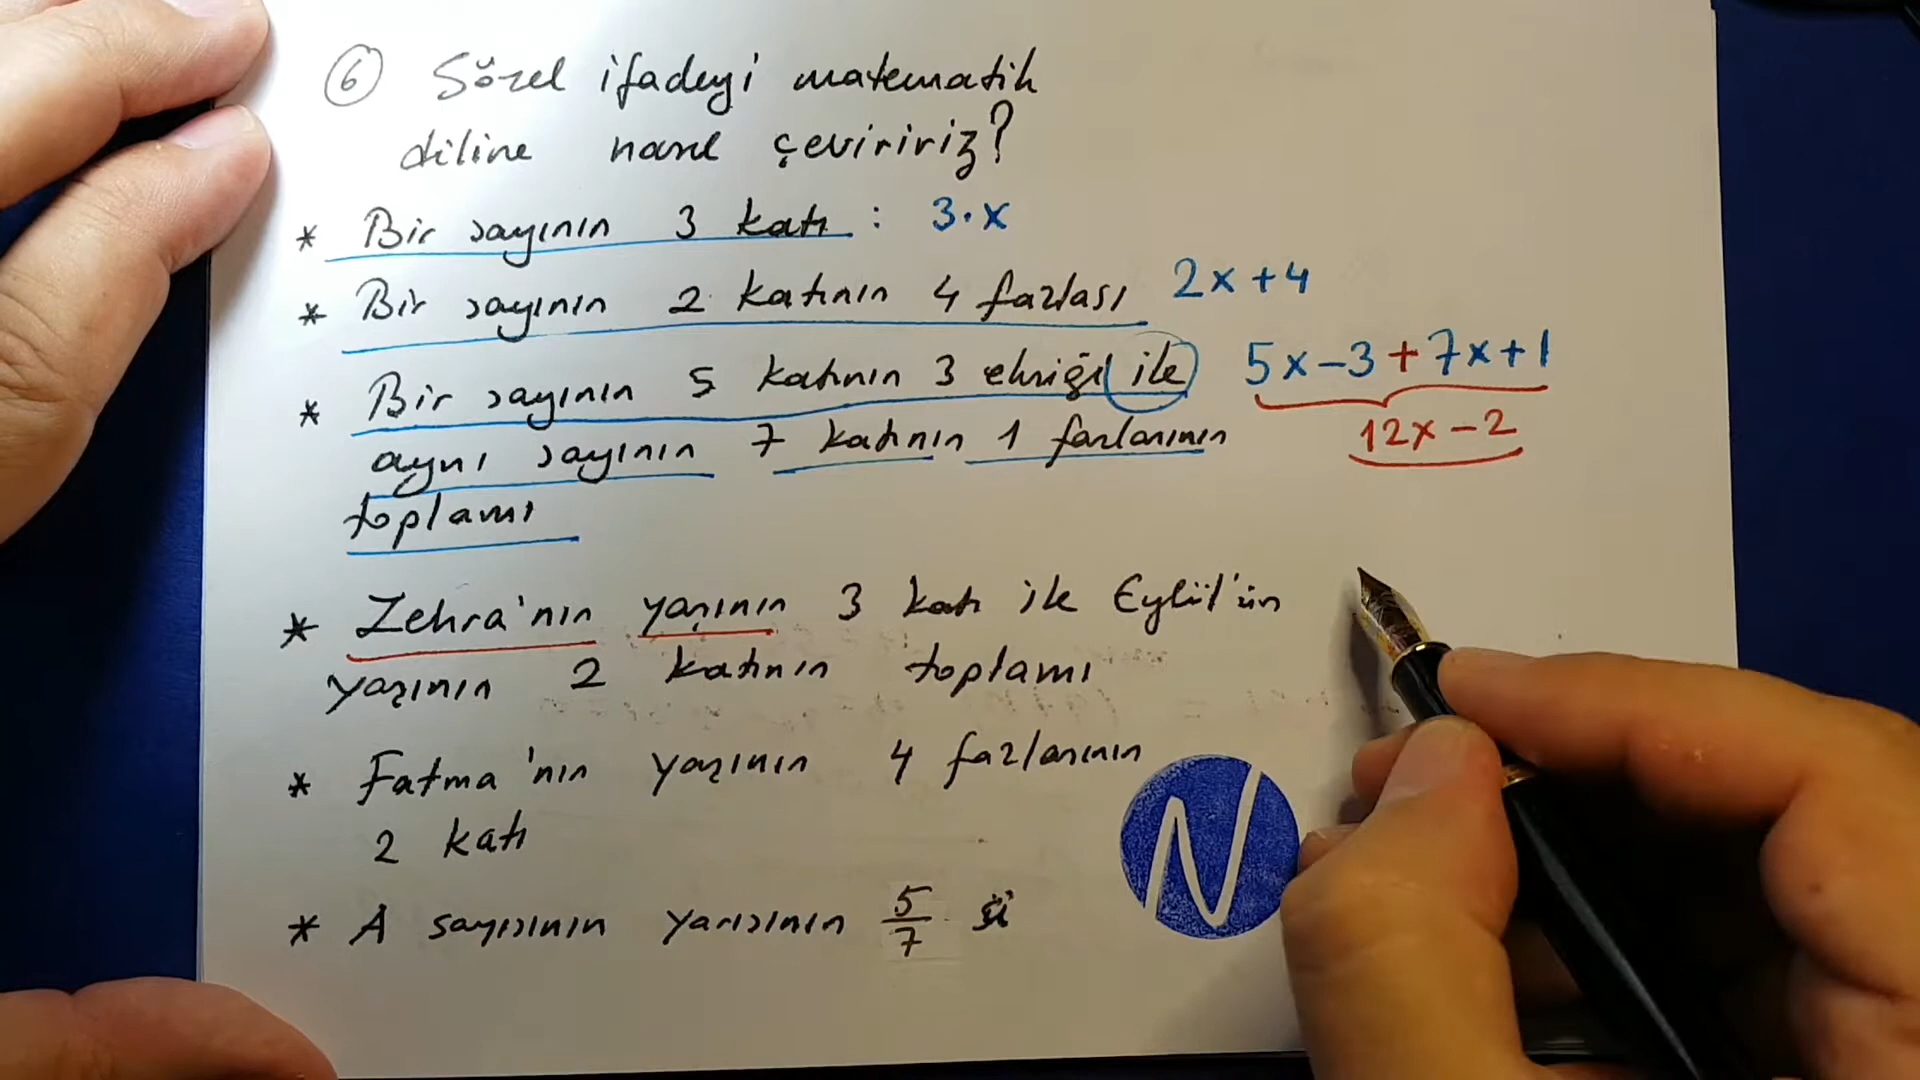 6 Sözel ifadeyi matematik
diline nasıl çeviririz?
* Bir sayının 3 katı : 3·x
* Bir sayının 2 katının 4 fazlası 2x+4
* Bir sayının 5 katının 3 eksiği ile 5x-3+7x+1
aynı sayının 7 katının 1 fazlasının 12x-2
toplamı
* Zehra'nın yaşının 3 katı ile Eylül'ün
yaşının 2 katının toplamı
* Fatma'nın yaşının 4 fazlasının
2 katı
* A sayısının yarısının 5/7 si
N